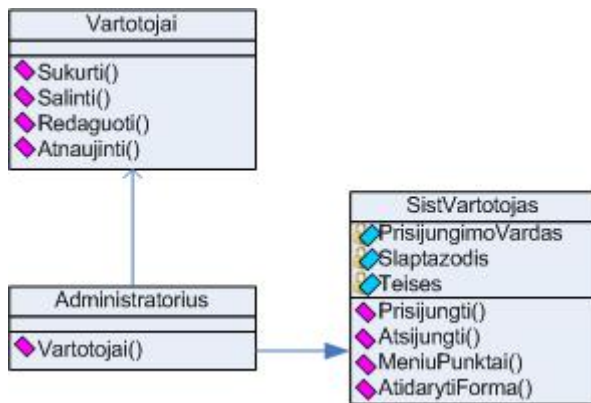 Vartotojai
Sukurti()
Salinti()
Redaguoti()
Atnaujinti()
SistVartotojas
PrisijungimoVardas
Slaptazodis
Teises
Prisijungti()
Atsijungti()
MeniuPunktai()
AtidarytiForma()
Administratorius
Vartotojai()